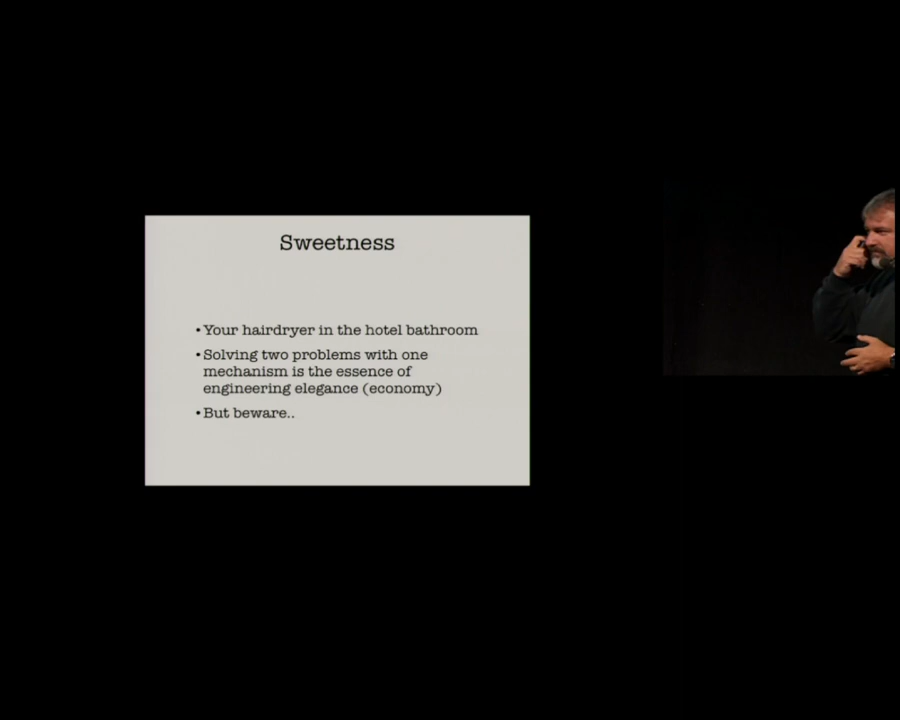 Sweetness
•Your hairdryer in the hotel bathroom
•Solving two problems with one
mechanism is the essence of
engineering elegance (economy)
•But beware..